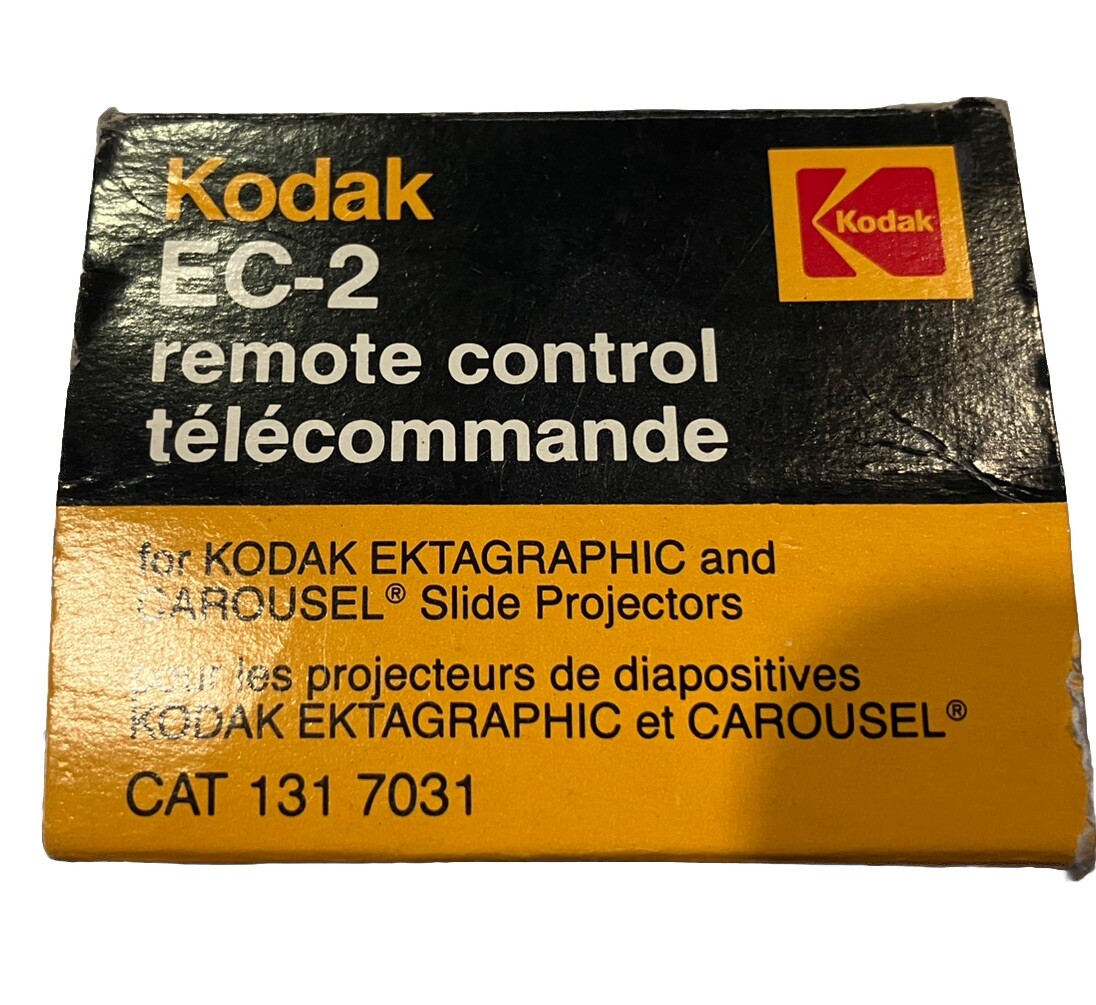 Kodak
Kodak
EC-2
remote control
télécommande
for KODAK EKTAGRAPHIC and
CAROUSEL® Slide Projectors
pour les projecteurs de diapositives
KODAK EKTAGRAPHIC et CAROUSEL®
CAT 131 7031